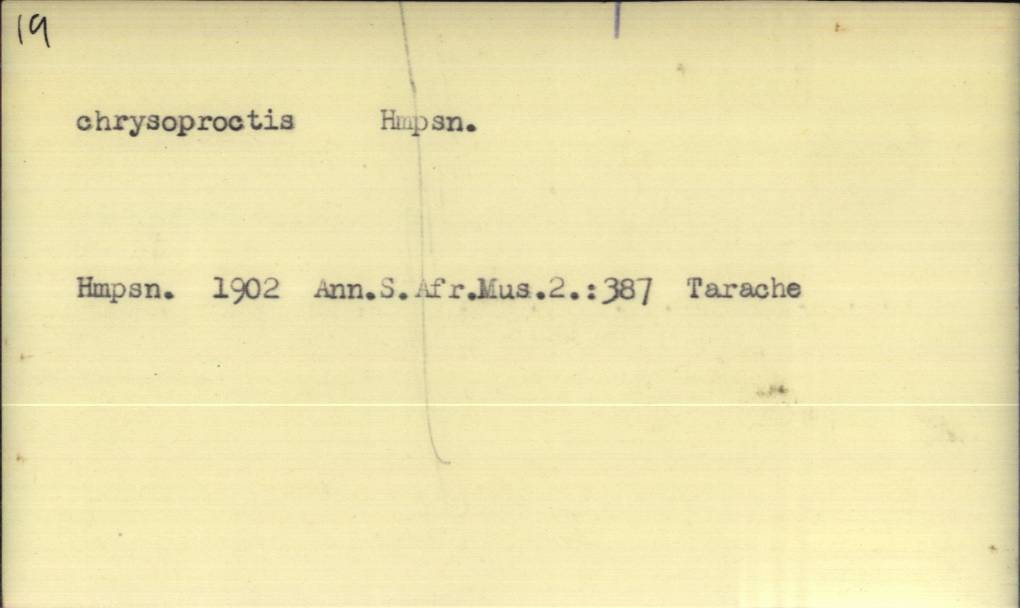 19
chrysoproctis Hmpsn.
Hmpsn. 1902 Ann.S.Afr.Mus.2.:387 Tarache